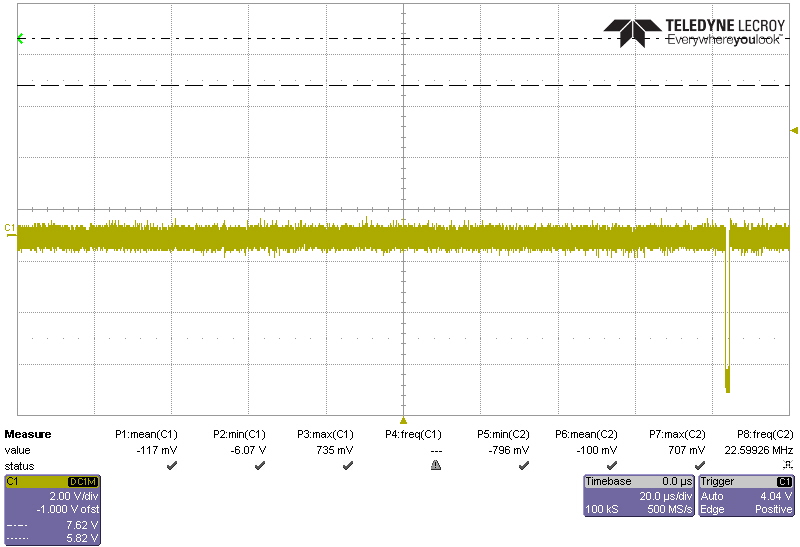 TELEDYNE LECROY
Everywhereyoulook™
C1
Measure P1:mean(C1) P2:min(C1) P3:max(C1) P4:freq(C1) P5:min(C2) P6:mean(C2) P7:max(C2) P8:freq(C2)
value -117 mV -6.07 V 735 mV --- -796 mV -100 mV 707 mV 22.59926 MHz
status
C1 DC1M
2.00 V/div
-1.000 V ofst
7.62 V
5.82 V
Timebase 0.0 µs
20.0 µs/div
100 kS 500 MS/s
Trigger C1
Auto 4.04 V
Edge Positive